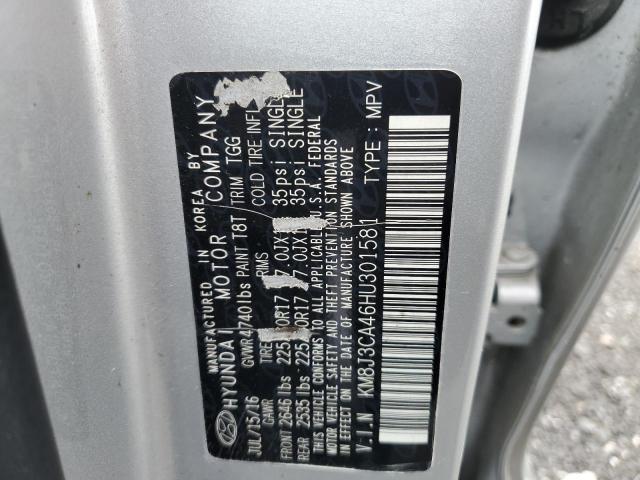 MANUFACTURED IN KOREA BY
HYUNDAI MOTOR COMPANY
JUL/15/16 GVWR 4740lbs PAINT T8T TRIM TGG
GAWR TIRE RIMS COLD TIRE INFL
FRONT 2646 lbs 225 0R17 7.0JX 35psi SINGLE
REAR 2535 lbs 225 0R17 7.0JX 35psi SINGLE
THIS VEHICLE CONFORMS TO ALL APPLICABLE U.S.A. FEDERAL
MOTOR VEHICLE SAFETY AND THEFT PREVENTION STANDARDS
IN EFFECT ON THE DATE OF MANUFACTURE SHOWN ABOVE
V.I.N KM8J3CA46HU301581 TYPE : MPV